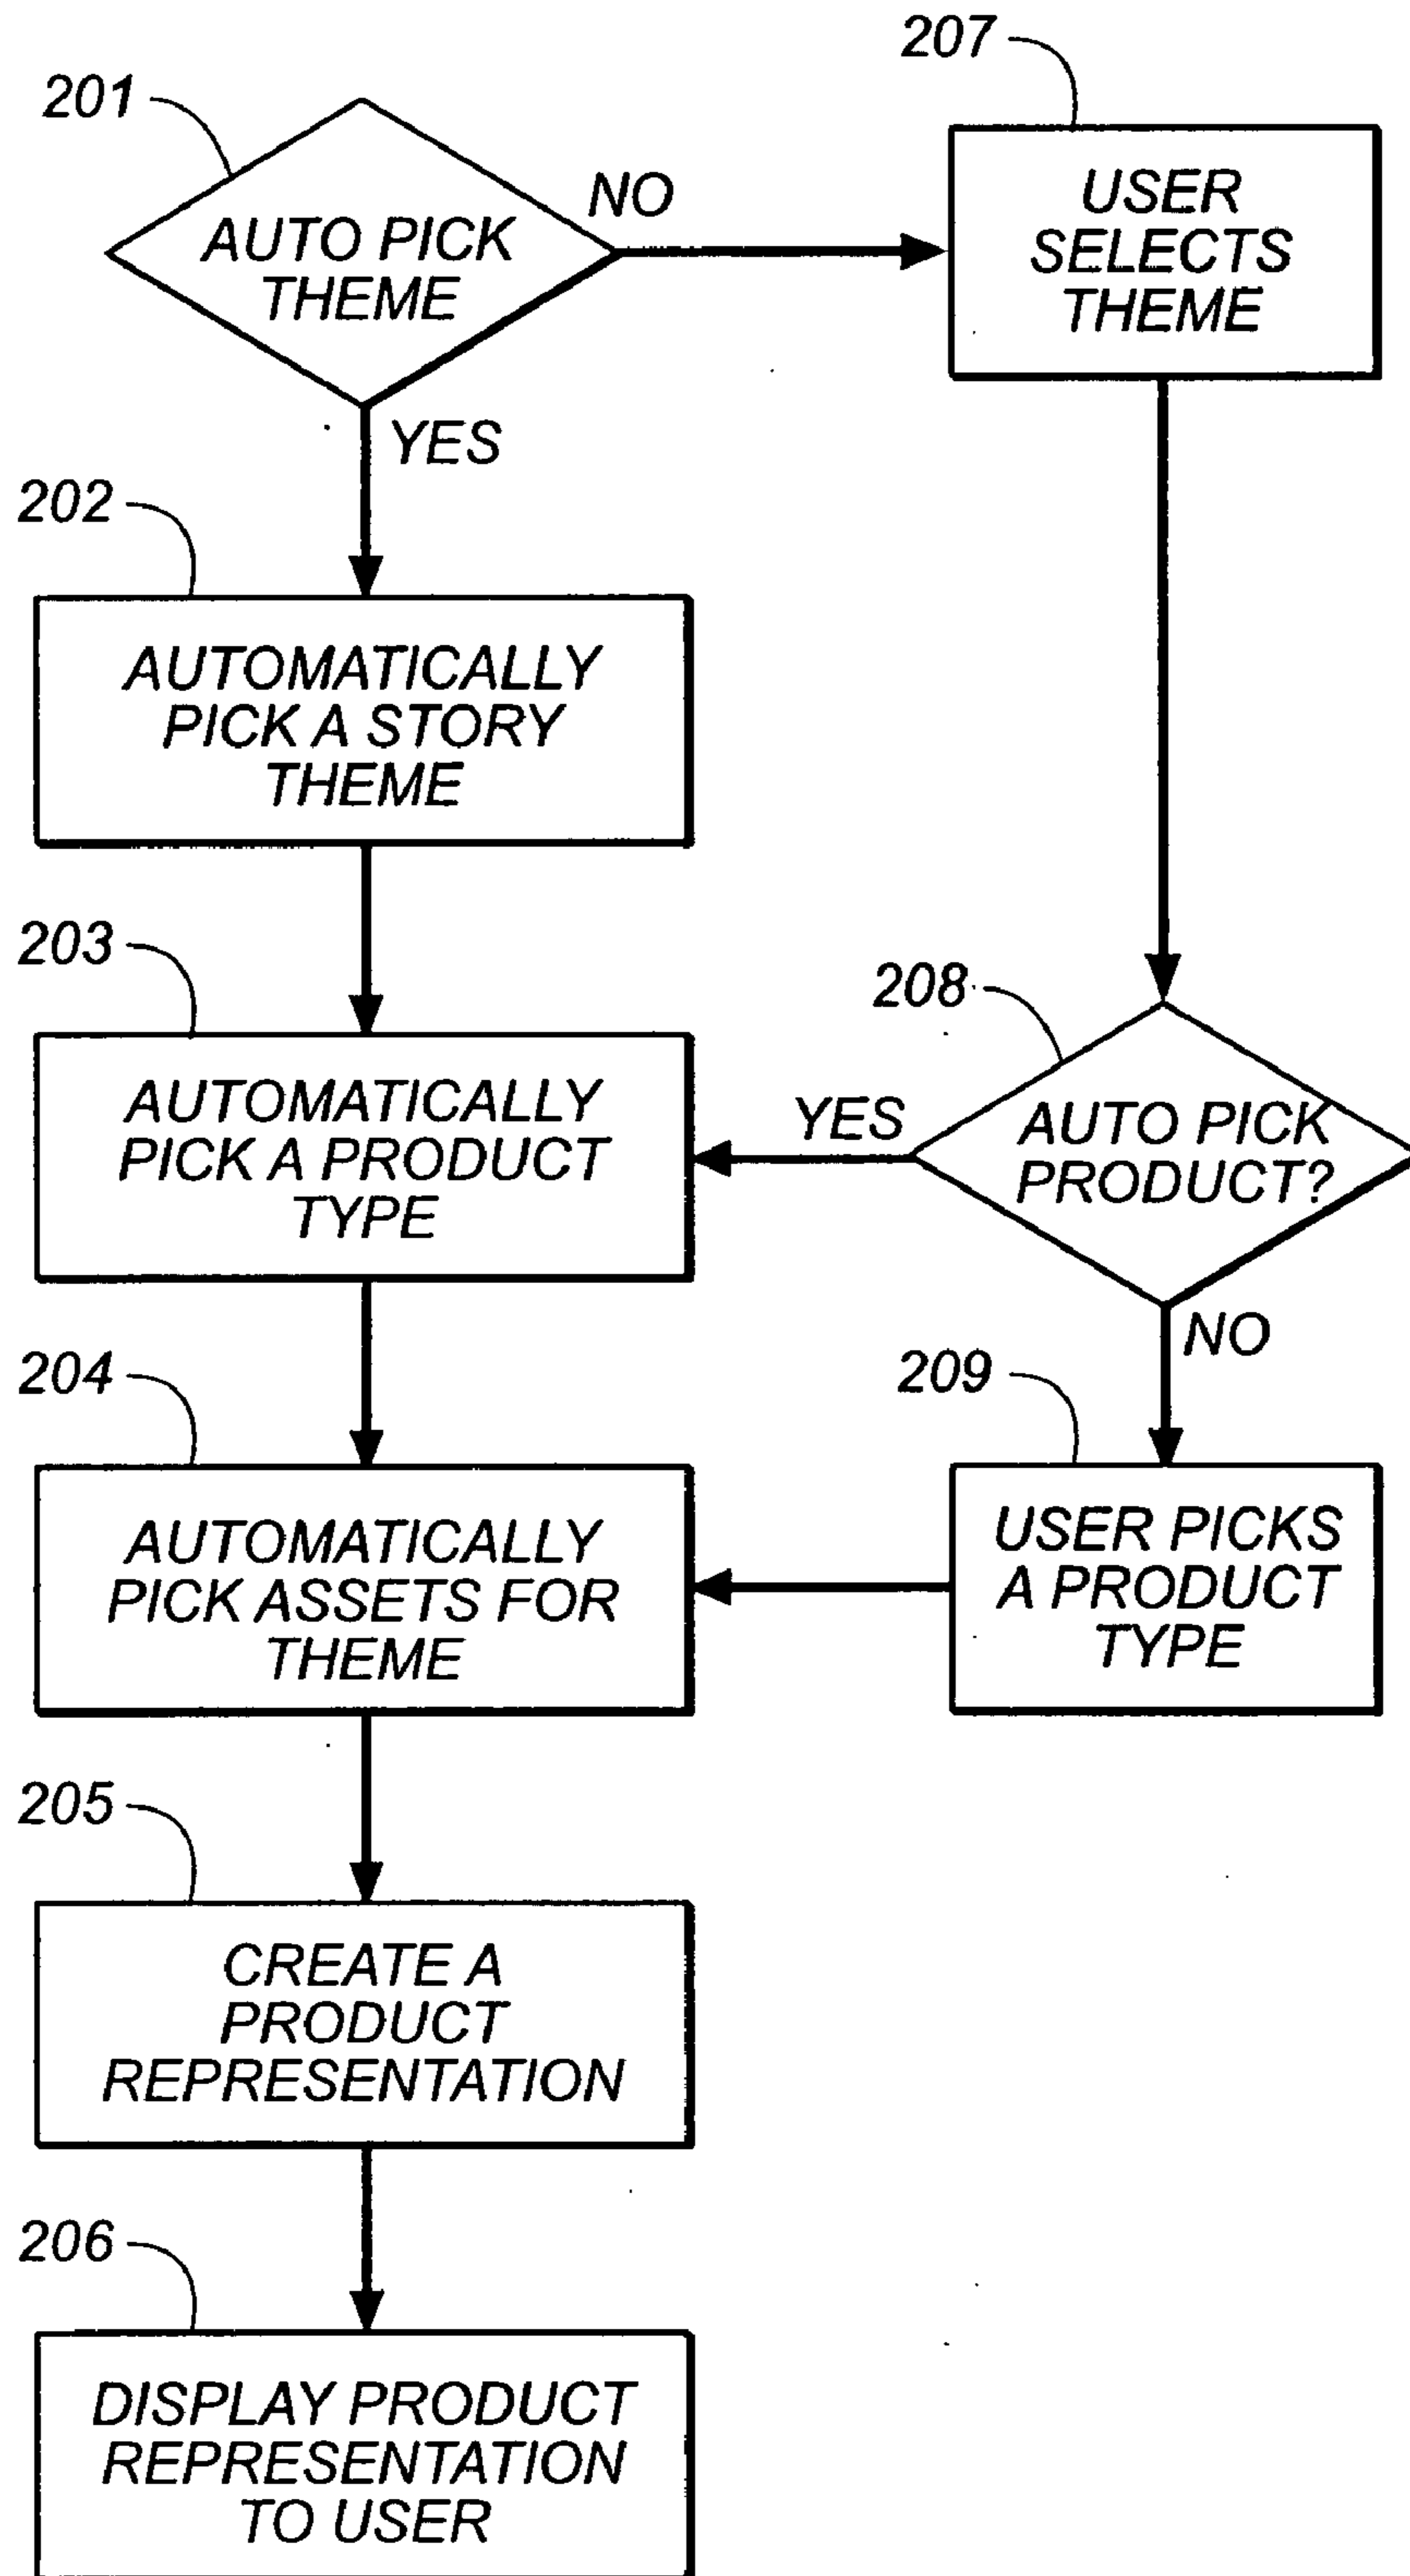 201
AUTO PICK
THEME
NO
YES
207
USER
SELECTS
THEME
202
AUTOMATICALLY
PICK A STORY
THEME
203
AUTOMATICALLY
PICK A PRODUCT
TYPE
208
AUTO PICK
PRODUCT?
YES
NO
204
AUTOMATICALLY
PICK ASSETS FOR
THEME
209
USER PICKS
A PRODUCT
TYPE
205
CREATE A
PRODUCT
REPRESENTATION
206
DISPLAY PRODUCT
REPRESENTATION
TO USER